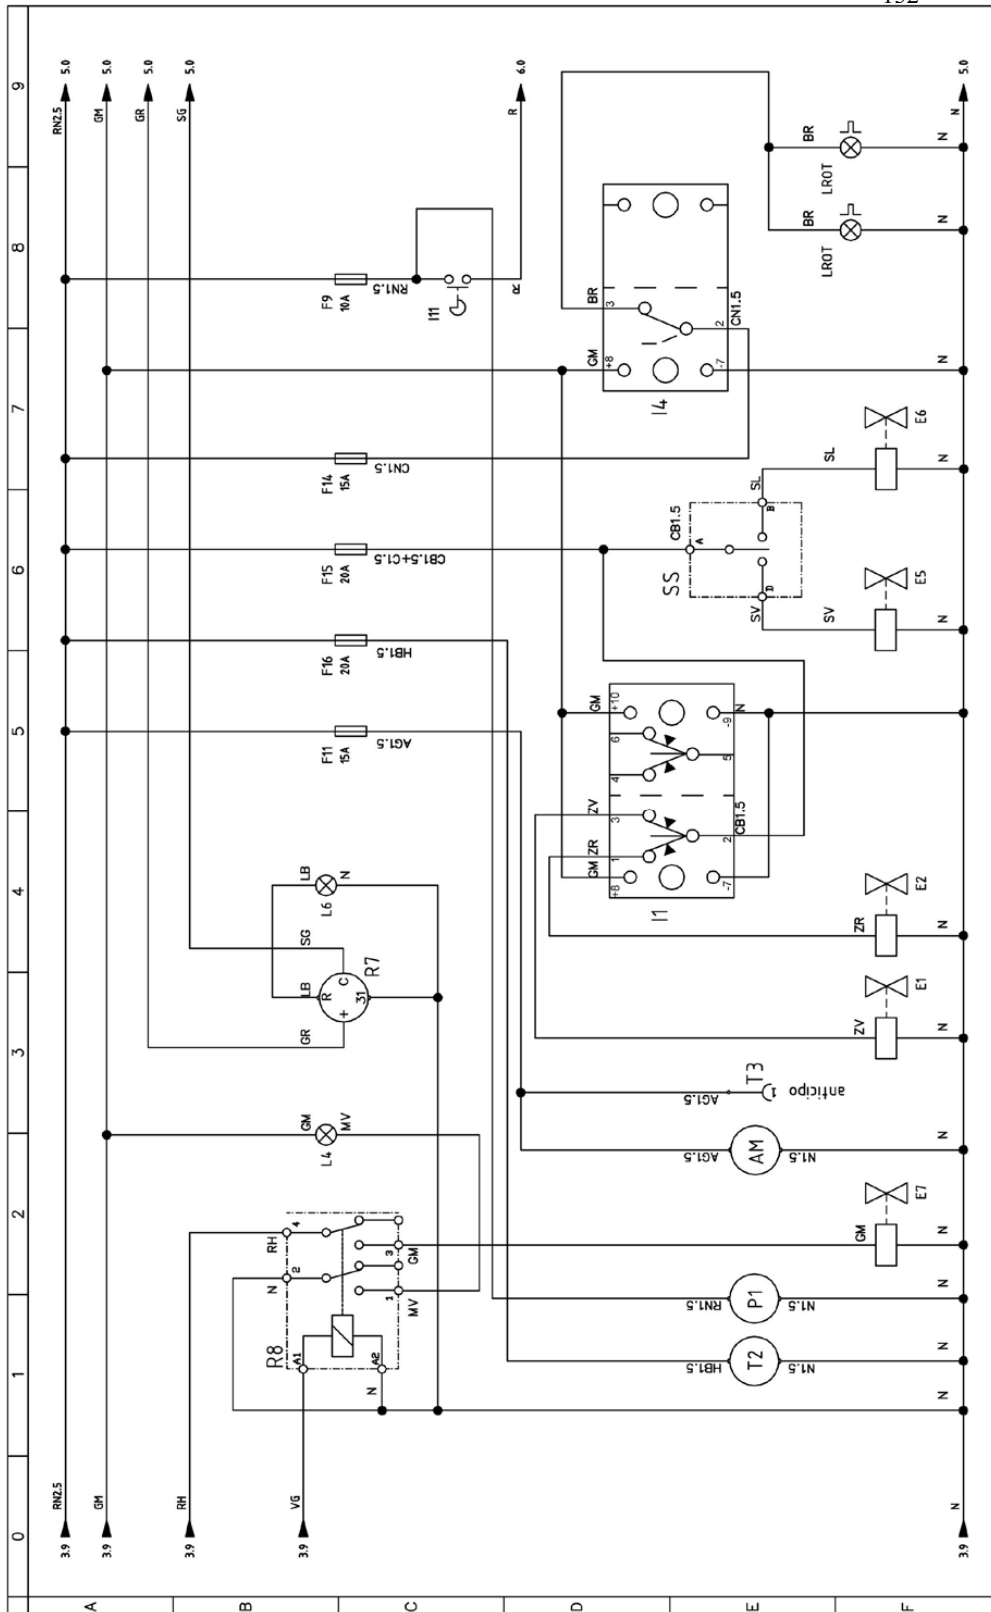 132
9
8
7
6
5
4
3
2
1
0
A
B
C
D
E
F
5.0
5.0
5.0
5.0
6.0
5.0
RN2.5
GM
GR
SG
R
N
F9
10A
RN1.5
I11
R
F14
15A
CN1.5
F15
20A
CB1.5+C1.5
F16
20A
HB1.5
F11
15A
AG1.5
BR
3
GM
+8
2
CN1.5
-7
I4
N
BR
LROT
N
BR
LROT
N
SS
CB1.5
A
SL
B
SL
E6
N
SV
D
SV
E5
N
GM
+10
6
4
-9
N
5
ZV
3
ZR
1
GM
+8
2
CB1.5
-7
I1
ZR
E2
N
ZV
E1
N
LB
L6
N
SG
LB
R
C
+
31
R7
GR
AG1.5
T3
1
anticipo
GM
L4
MV
AG1.5
AM
N1.5
N
RH
4
N
2
3
GM
1
MV
R8
A1
A2
N
GM
E7
N
RN1.5
P1
N1.5
N
HB1.5
T2
N1.5
N
N
RN2.5
GM
RH
VG
N
3.9
3.9
3.9
3.9
3.9